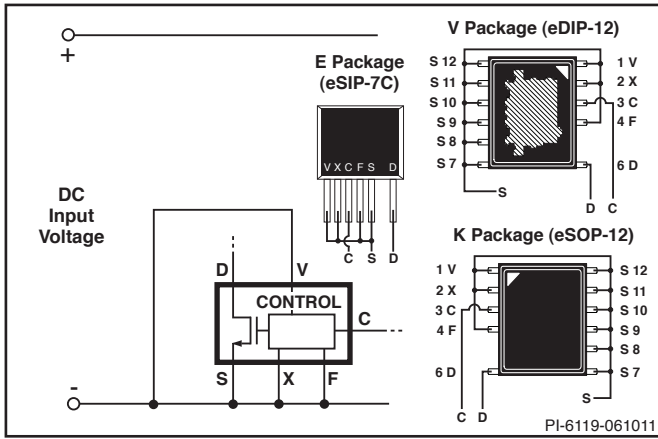 +
DC
Input
Voltage
-
D
V
CONTROL
C
S
X
F
E Package
(eSIP-7C)
V X C F S D
C S D
V Package (eDIP-12)
S 12
S 11
S 10
S 9
S 8
S 7
1 V
2 X
3 C
4 F
6 D
S
D C
K Package (eSOP-12)
1 V
2 X
3 C
4 F
6 D
S 12
S 11
S 10
S 9
S 8
S 7
C D
S
PI-6119-061011